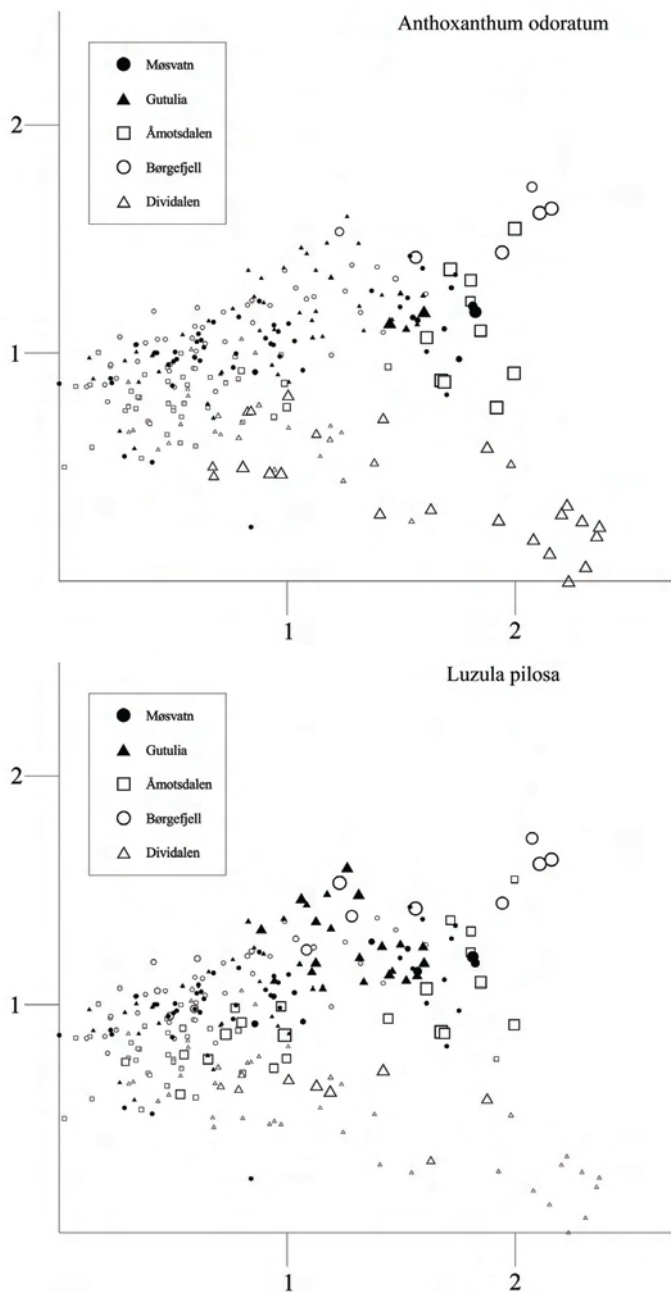 Anthoxanthum odoratum
Møsvatn
Gutulia
Åmotsdalen
Børgefjell
Dividalen
2
1
1 2
Luzula pilosa
Møsvatn
Gutulia
Åmotsdalen
Børgefjell
Dividalen
2
1
1 2